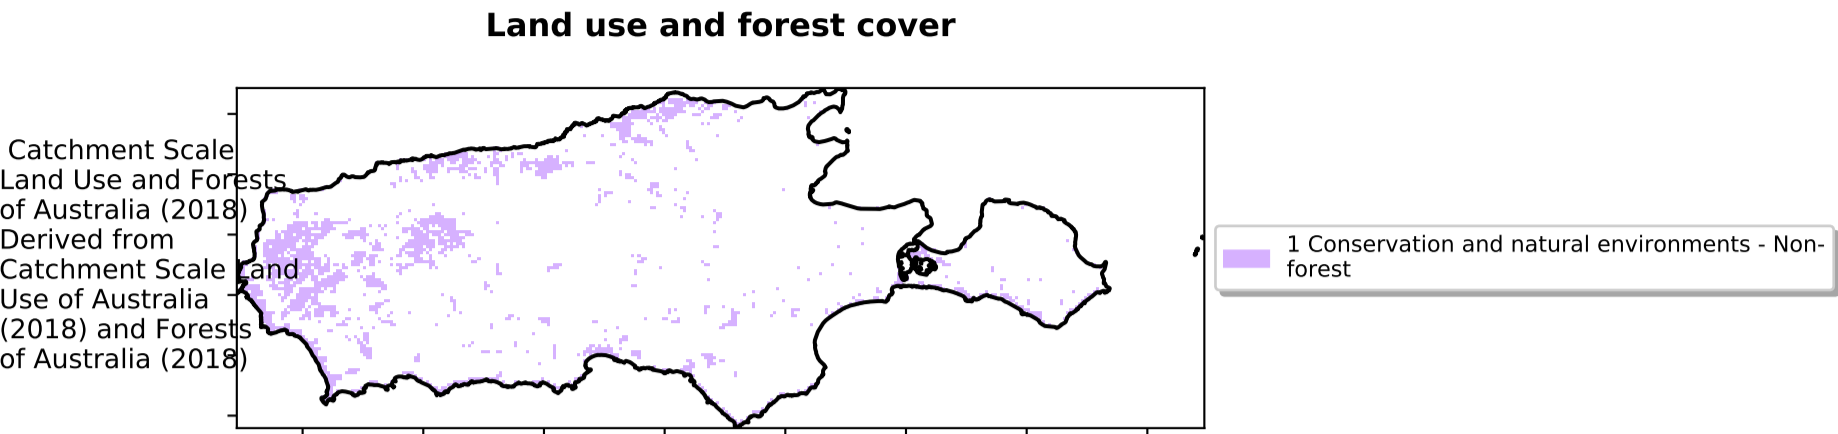 Land use and forest cover
Catchment Scale
Land Use and Forests
of Australia (2018)
Derived from
Catchment Scale Land
Use of Australia
(2018) and Forests
of Australia (2018)
1 Conservation and natural environments - Non-
forest